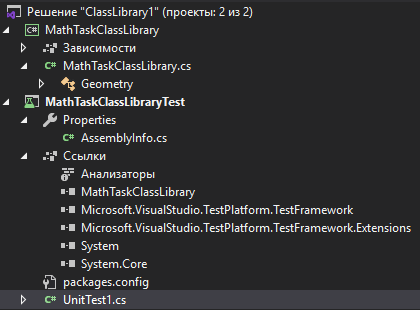 Решение "ClassLibrary1" (проекты: 2 из 2)
C# MathTaskClassLibrary
Зависимости
C# MathTaskClassLibrary.cs
Geometry
MathTaskClassLibraryTest
Properties
C# AssemblyInfo.cs
Ссылки
Анализаторы
MathTaskClassLibrary
Microsoft.VisualStudio.TestPlatform.TestFramework
Microsoft.VisualStudio.TestPlatform.TestFramework.Extensions
System
System.Core
packages.config
C# UnitTest1.cs